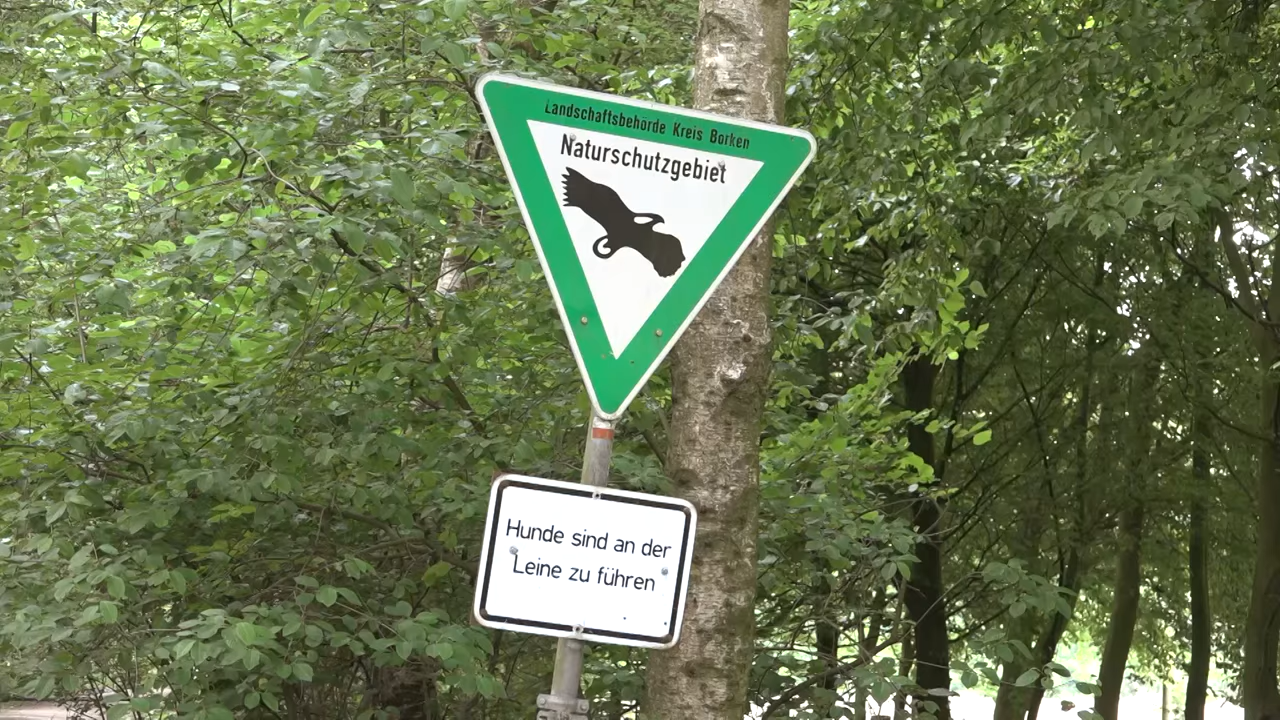 Landschaftsbehörde Kreis Borken
Naturschutzgebiet
Hunde sind an der
Leine zu führen